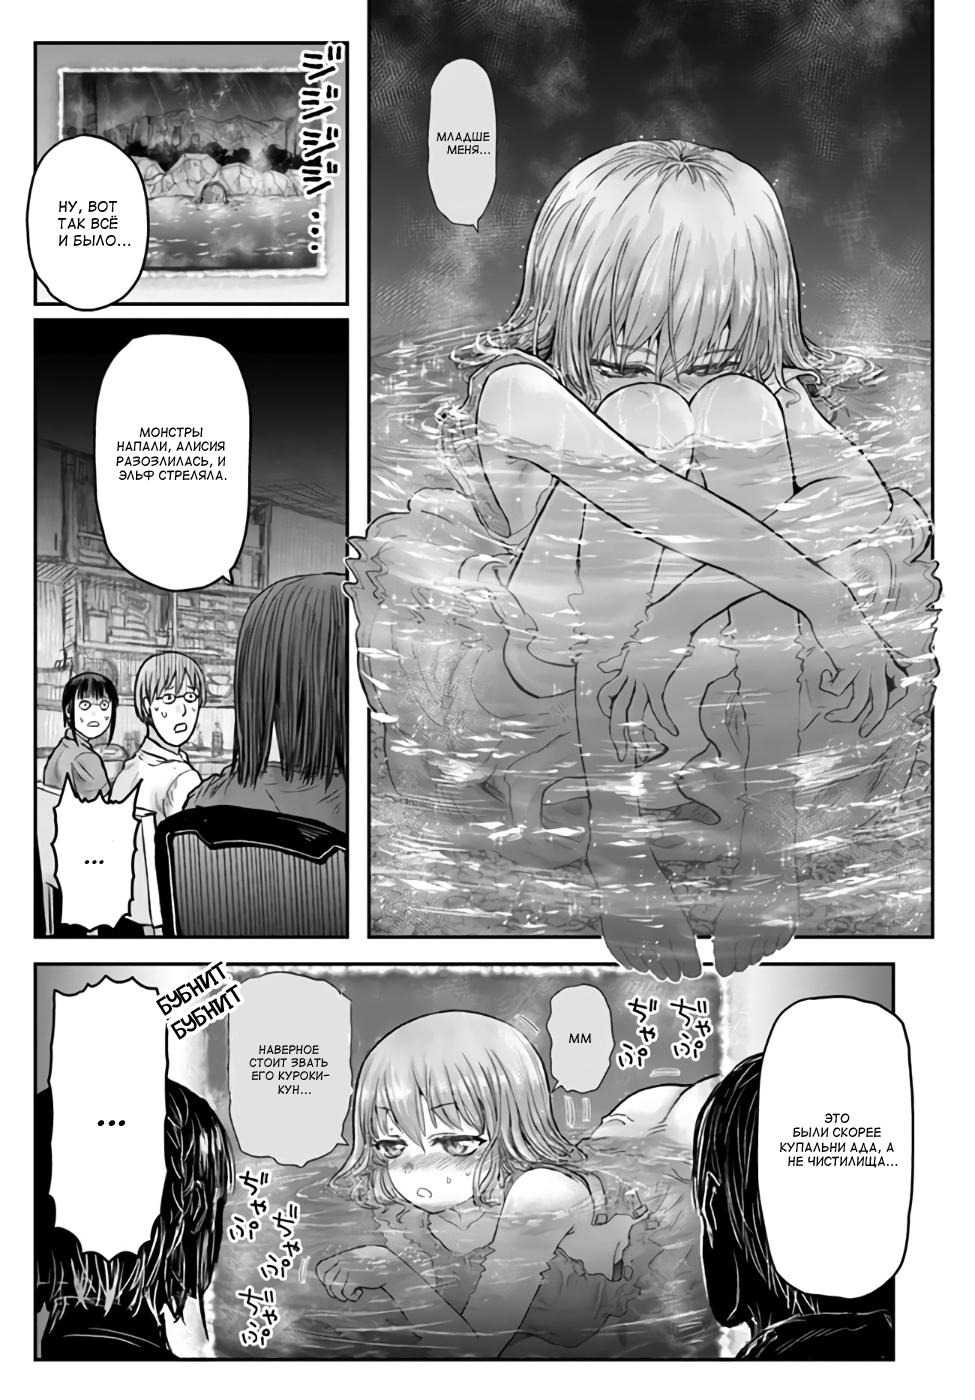 МЛАДШЕ
МЕНЯ...
НУ, ВОТ
ТАК ВСЁ
И БЫЛО...
МОНСТРЫ
НАПАЛИ, АЛИСИЯ
РАЗОЗЛИЛАСЬ, И
ЭЛЬФ СТРЕЛЯЛА.
...
ЭТО
БЫЛИ СКОРЕЕ
КУПАЛЬНИ АДА, А
НЕ ЧИСТИЛИЩА...
ММ
НАВЕРНОЕ
СТОИТ ЗВАТЬ
ЕГО КУРОКИ-
КУН...
БУБНИТ
БУБНИТ
...